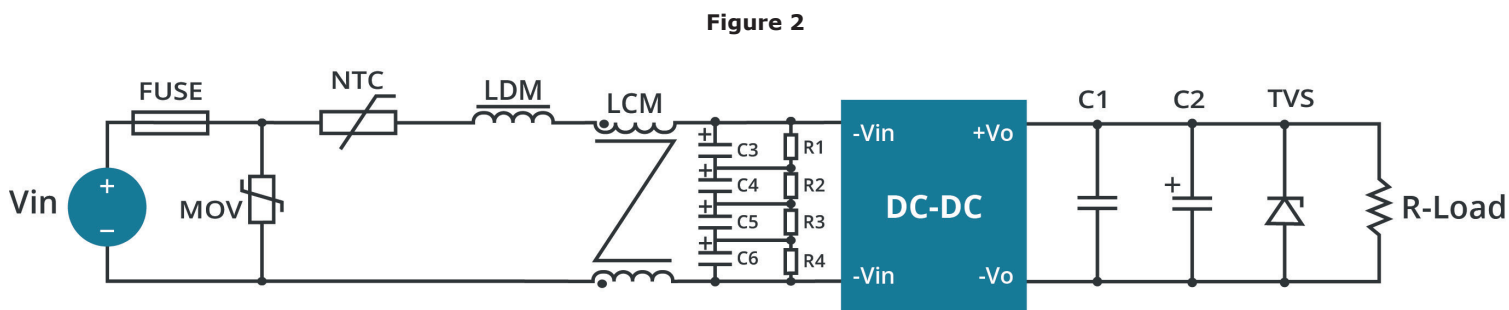 Figure 2
FUSE
NTC
LDM
LCM
C1
C2
TVS
+
C3
R1
-Vin
+Vo
Vin
+
–
MOV
+
C4
R2
DC-DC
+
R-Load
+
C5
R3
+
C6
R4
-Vin
-Vo